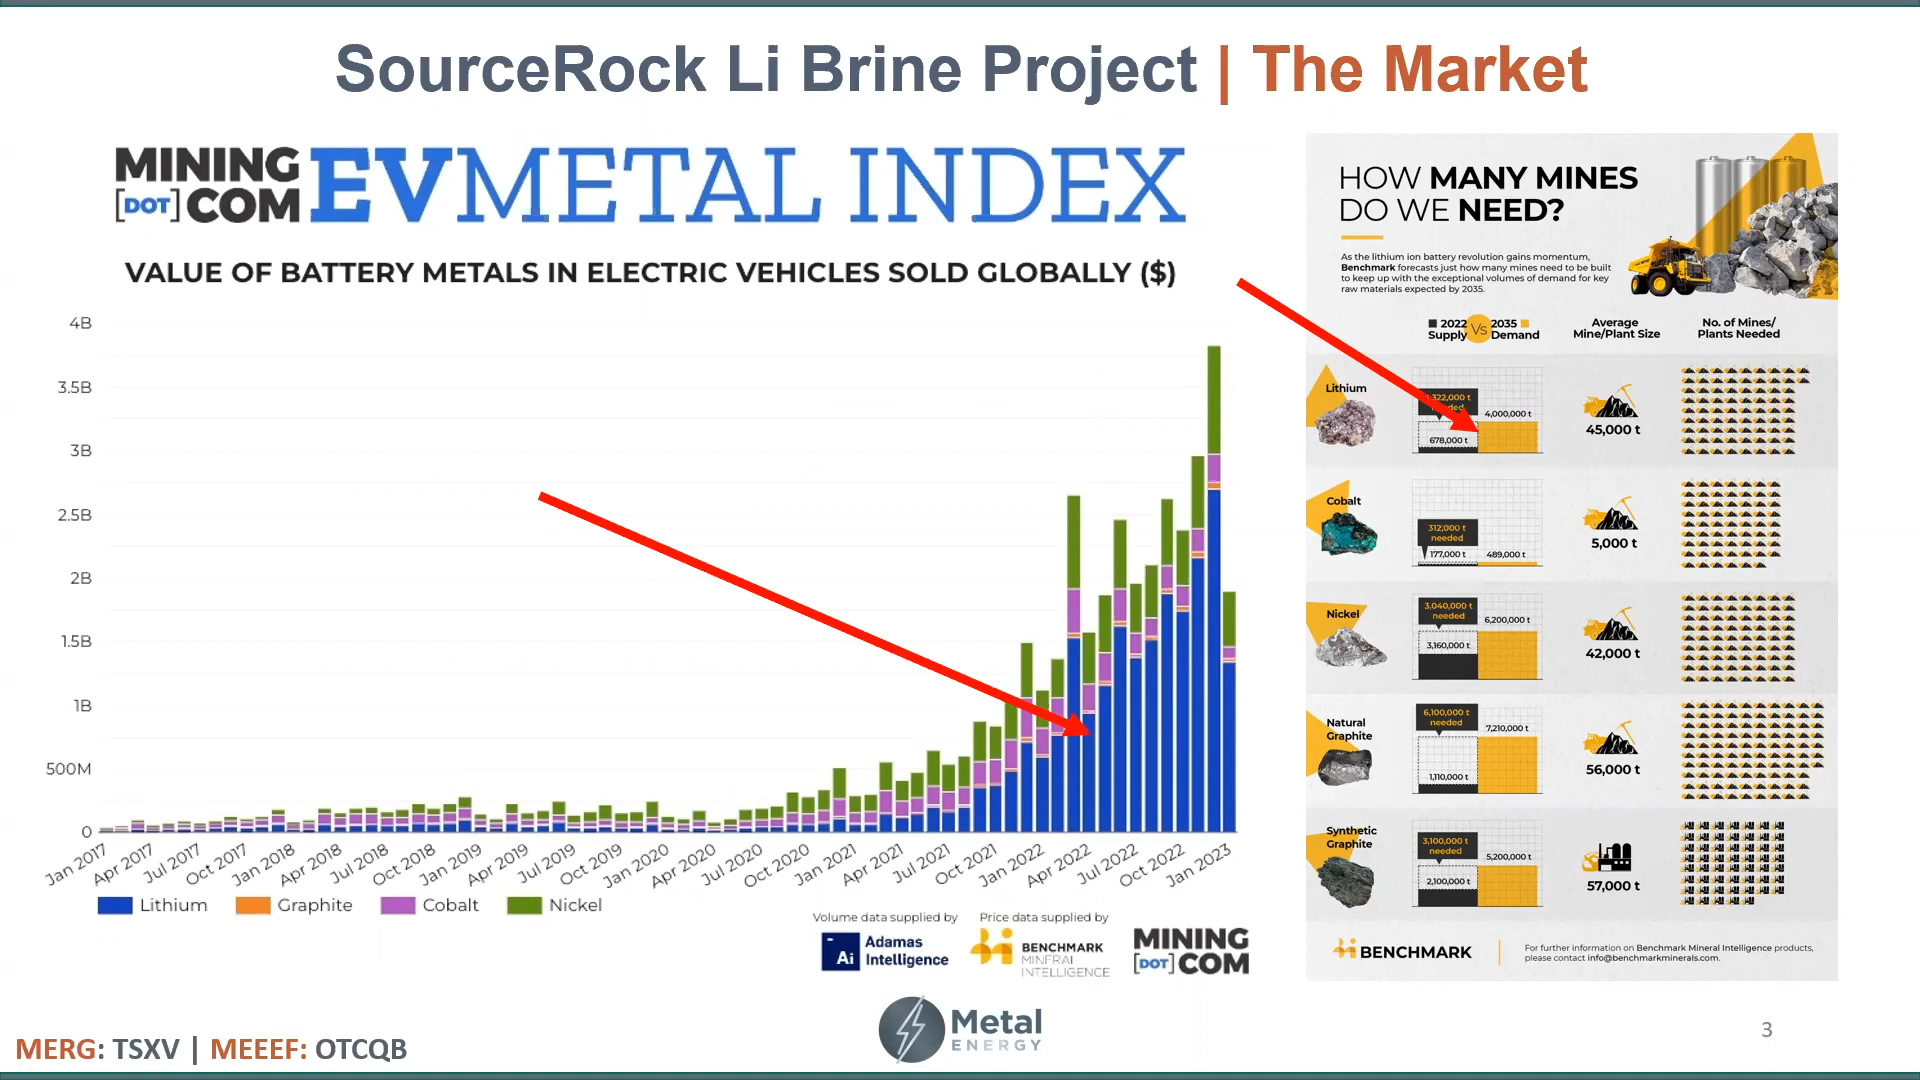 SourceRock Li Brine Project | The Market
MINING
[DOT] COM
EVMETAL INDEX
VALUE OF BATTERY METALS IN ELECTRIC VEHICLES SOLD GLOBALLY ($)
4B
3.5B
3B
2.5B
2B
1.5B
1B
500M
0
Jan 2017
Apr 2017
Jul 2017
Oct 2017
Jan 2018
Apr 2018
Jul 2018
Oct 2018
Jan 2019
Apr 2019
Jul 2019
Oct 2019
Jan 2020
Apr 2020
Jul 2020
Oct 2020
Jan 2021
Apr 2021
Jul 2021
Oct 2021
Jan 2022
Apr 2022
Jul 2022
Oct 2022
Jan 2023
Lithium
Graphite
Cobalt
Nickel
Volume data supplied by
Ai
Adamas
Intelligence
Price data supplied by
BENCHMARK
INTELLIGENCE
MINING
[DOT] COM
HOW MANY MINES
DO WE NEED?
As the lithium ion battery revolution gains momentum,
Benchmark forecasts just how many mines need to be built
to keep up with the exceptional volumes of demand for key
raw materials expected by 2035.
2022
Supply
Vs
2035
Demand
Average
Mine/Plant Size
No. of Mines/
Plants Needed
Lithium
678,000 t
4,000,000 t
45,000 t
Cobalt
312,000 t
needed
177,000 t
489,000 t
5,000 t
Nickel
3,040,000 t
needed
3,160,000 t
6,200,000 t
42,000 t
Natural
Graphite
6,100,000 t
needed
1,110,000 t
7,210,000 t
56,000 t
Synthetic
Graphite
3,100,000 t
needed
2,100,000 t
5,200,000 t
57,000 t
BENCHMARK
For further information on Benchmark Mineral Intelligence products,
please contact info@benchmarkminerals.com.
Metal
ENERGY
MERG: TSXV | MEEEF: OTCQB
3